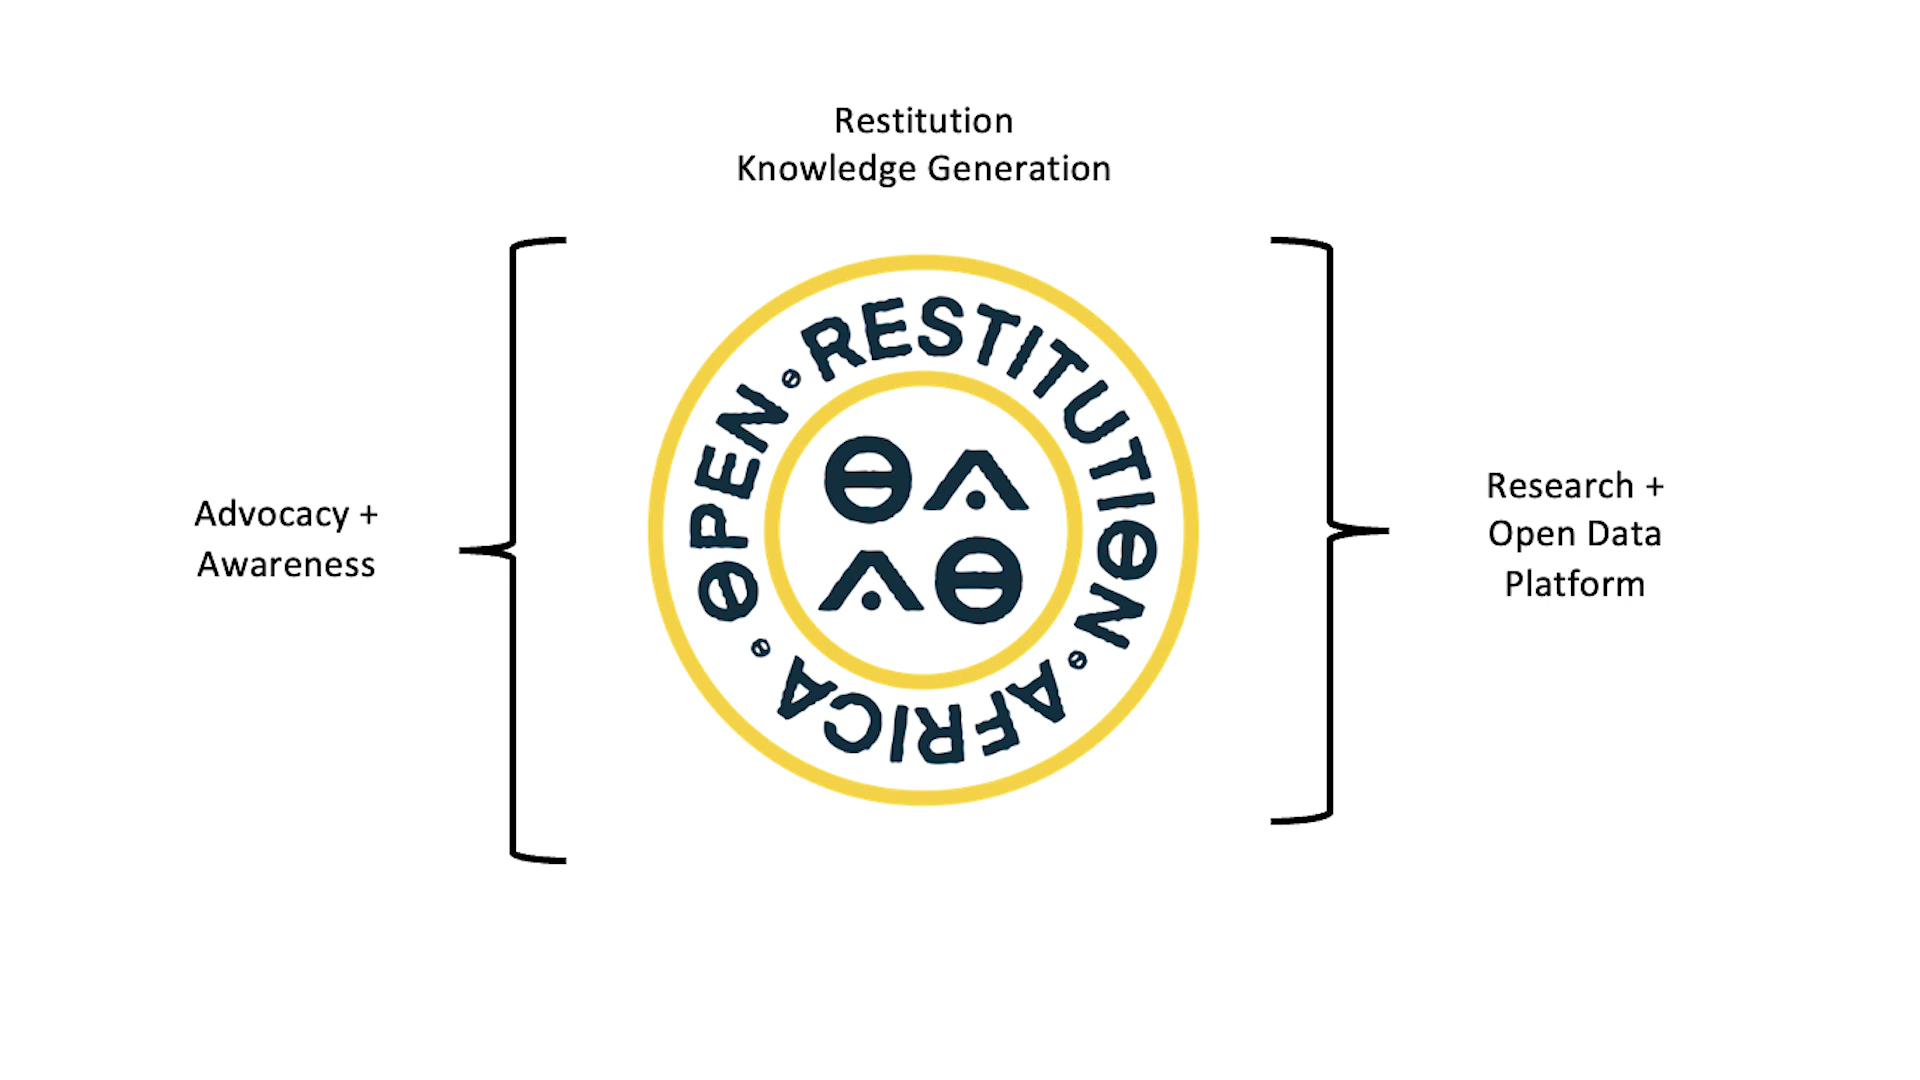 Restitution
Knowledge Generation
Advocacy +
Awareness
OPEN • RESTITUTION • AFRICA •
Research +
Open Data
Platform